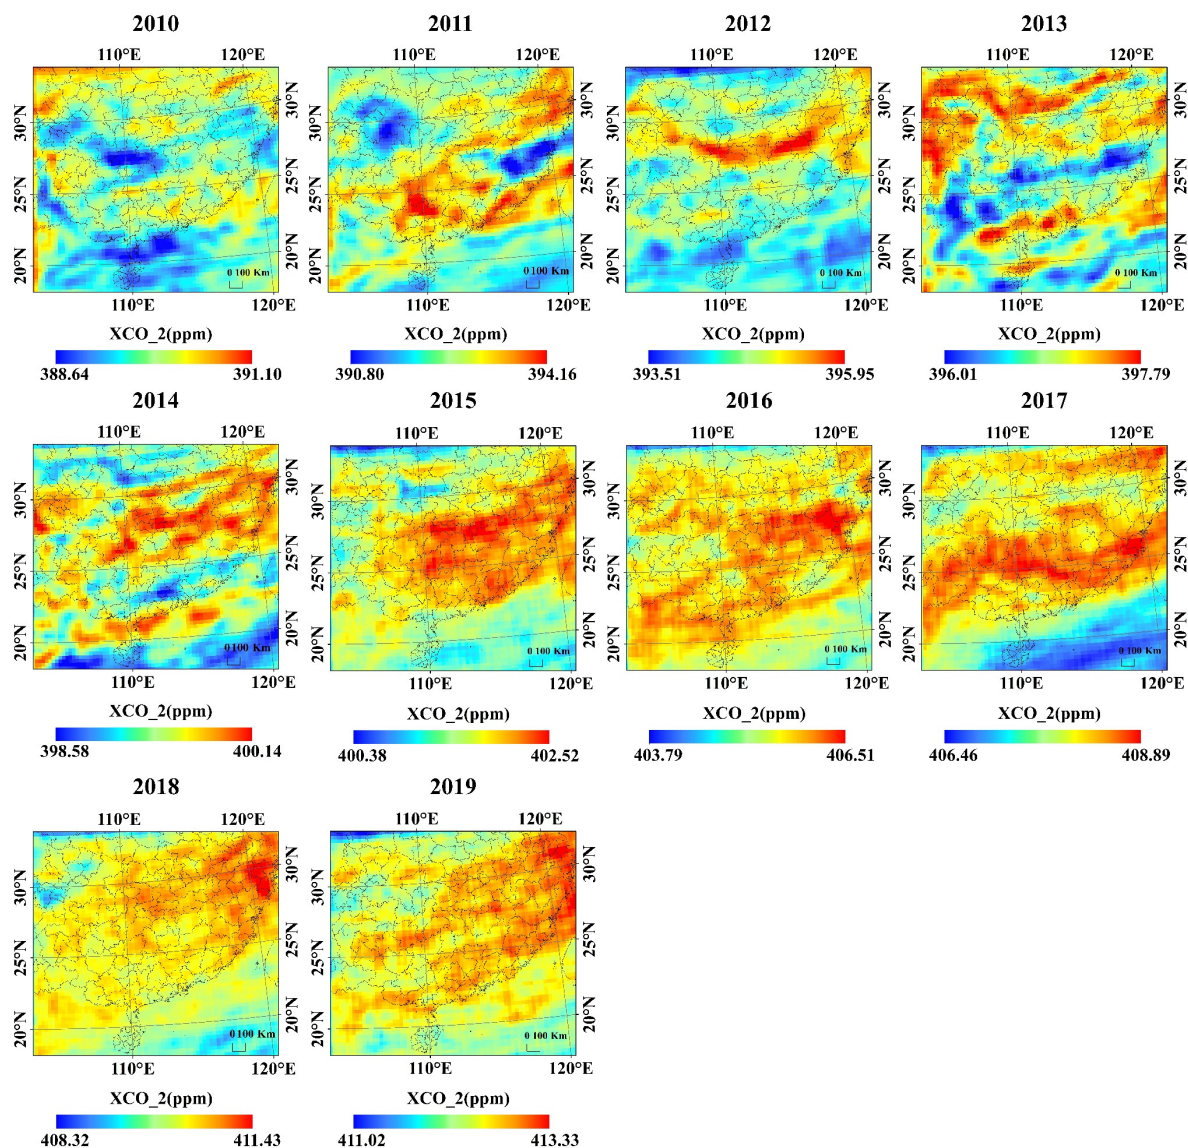 2010 2011 2012 2013
110°E 120°E 110°E 120°E 110°E 120°E 110°E 120°E
30°N 30°N 30°N 30°N 30°N 30°N 30°N 30°N
25°N 25°N 25°N 25°N 25°N 25°N 25°N 25°N
20°N 20°N 20°N 20°N 20°N 20°N 20°N 20°N
0 100 Km 0 100 Km 0 100 Km 0 100 Km
110°E 120°E 110°E 120°E 110°E 120°E 110°E 120°E
XCO_2(ppm) XCO_2(ppm) XCO_2(ppm) XCO_2(ppm)
388.64 391.10 390.80 394.16 393.51 395.95 396.01 397.79
2014 2015 2016 2017
110°E 120°E 110°E 120°E 110°E 120°E 110°E 120°E
30°N 30°N 30°N 30°N 30°N 30°N 30°N 30°N
25°N 25°N 25°N 25°N 25°N 25°N 25°N 25°N
20°N 20°N 20°N 20°N 20°N 20°N 20°N 20°N
0 100 Km 0 100 Km 0 100 Km 0 100 Km
110°E 120°E 110°E 120°E 110°E 120°E 110°E 120°E
XCO_2(ppm) XCO_2(ppm) XCO_2(ppm) XCO_2(ppm)
398.58 400.14 400.38 402.52 403.79 406.51 406.46 408.89
2018 2019
110°E 120°E 110°E 120°E
30°N 30°N 30°N 30°N
25°N 25°N 25°N 25°N
20°N 20°N 20°N 20°N
0 100 Km 0 100 Km
110°E 120°E 110°E 120°E
XCO_2(ppm) XCO_2(ppm)
408.32 411.43 411.02 413.33